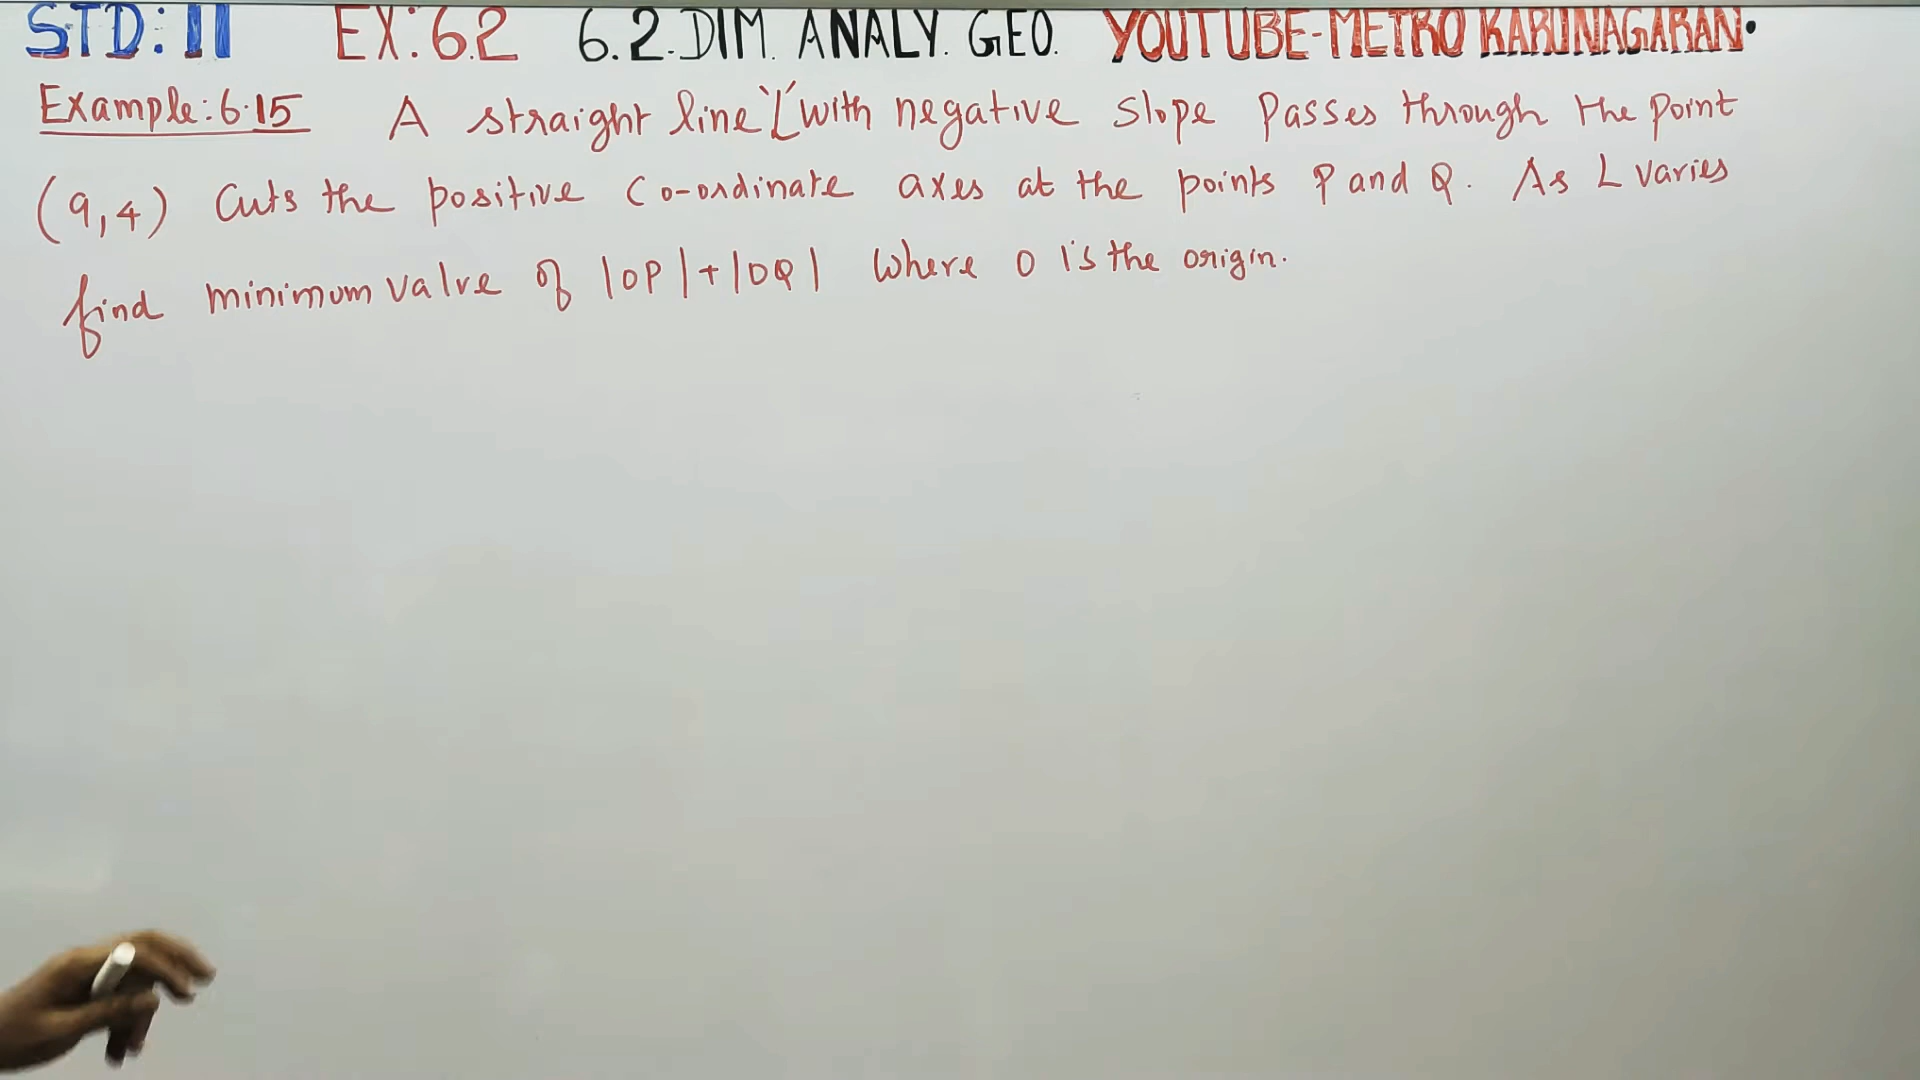 STD: 11 EX: 6.2 6. 2.DIM. ANALY. GEO. YOUTUBE-METRO KARUNAGARAN.
Example: 6.15 A straight line 'L' with negative slope passes through the point
(9,4) Cuts the positive co-ordinate axes at the points P and Q. As L varies
find minimum value of |OP|+|OQ| where O is the origin.